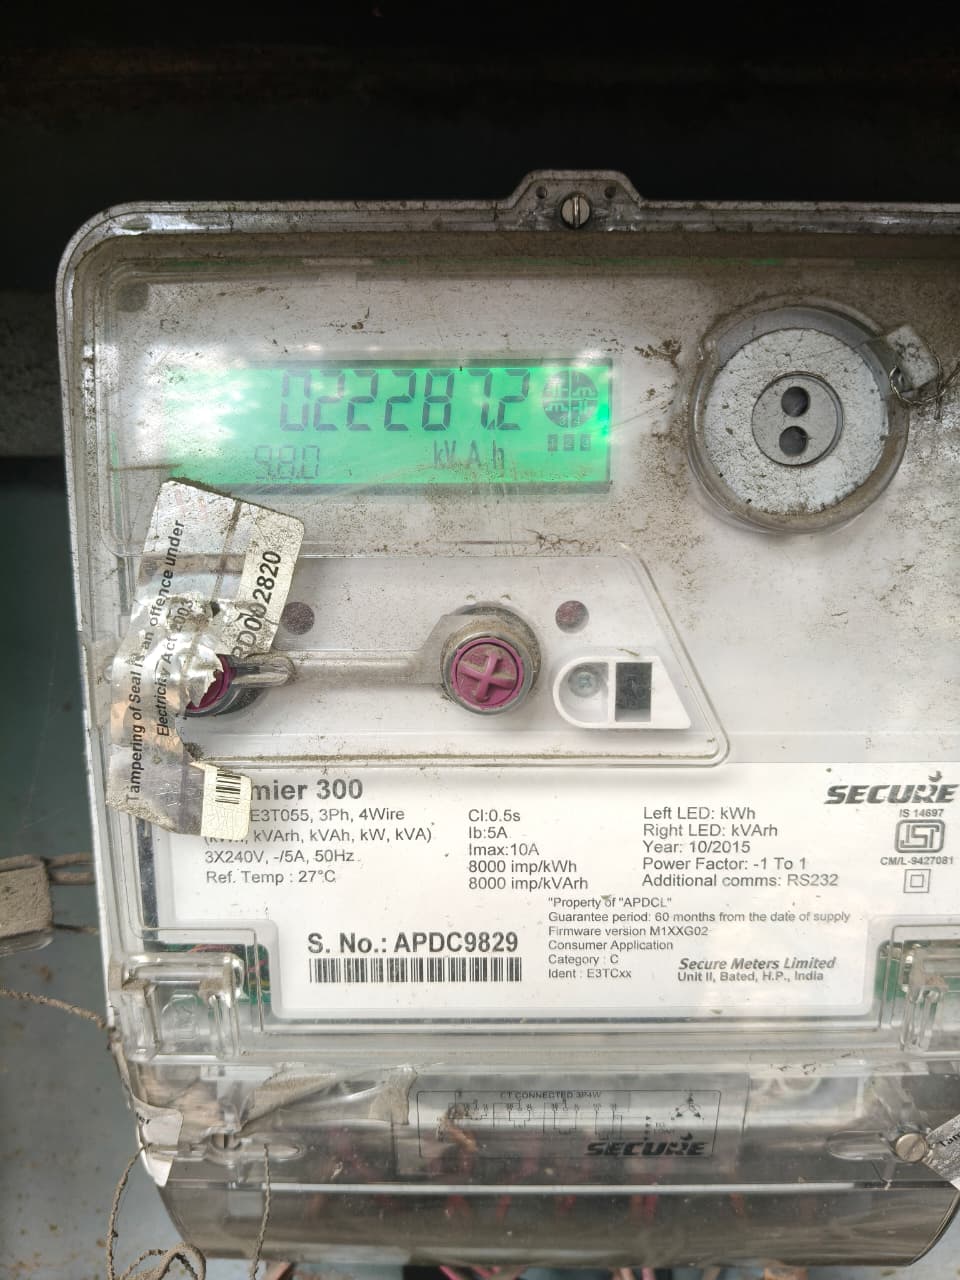 022287.2
9.8.0 kVAh
Tampering of Seal is an offence under
Electricity Act 2003
RD002820
mier 300
E3T055, 3Ph, 4Wire
kVArh, kVAh, kW, kVA)
3X240V, -/5A, 50Hz
Ref. Temp : 27°C
Cl:0.5s
Ib:5A
Imax:10A
8000 imp/kWh
8000 imp/kVArh
Left LED: kWh
Right LED: kVArh
Year: 10/2015
Power Factor: -1 To 1
Additional comms: RS232
SECURE
IS 14697
CM/L-9427081
"Property of "APDCL"
Guarantee period: 60 months from the date of supply
Firmware version M1XXG02
Consumer Application
Category : C
Ident : E3TCxx
S. No.: APDC9829
Secure Meters Limited
Unit II, Bated, H.P., India
CT CONNECTED 3P4W
SECURE